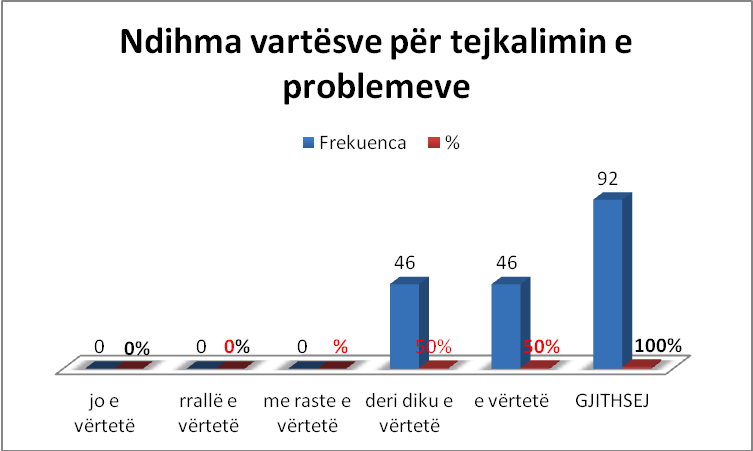 Ndihma vartësve për tejkalimin e
problemeve
Frekuenca %
92
46 46
0 0% 0 0% 0 % 50% 50% 100%
jo e rrallë e me raste e deri diku e e vërtetë GJITHSEJ
vërtetë vërtetë vërtetë vërtetë